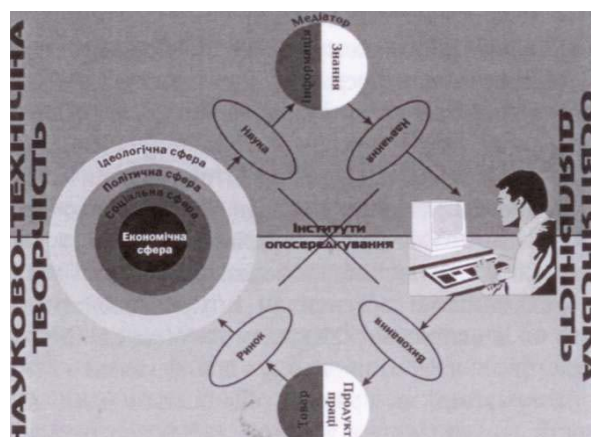 Медіатор
Інформація
Знання
НАУКОВО-ТЕХНІЧНА
ТВОРЧІСТЬ
ОСВІТЯНСЬКА
ДІЯЛЬНІСТЬ
Наука
Навчання
Ідеологічна сфера
Політична сфера
Соціальна сфера
Економічна
сфера
Інститути
опосередкування
Ринок
Виховання
Товар
Продукт
праці